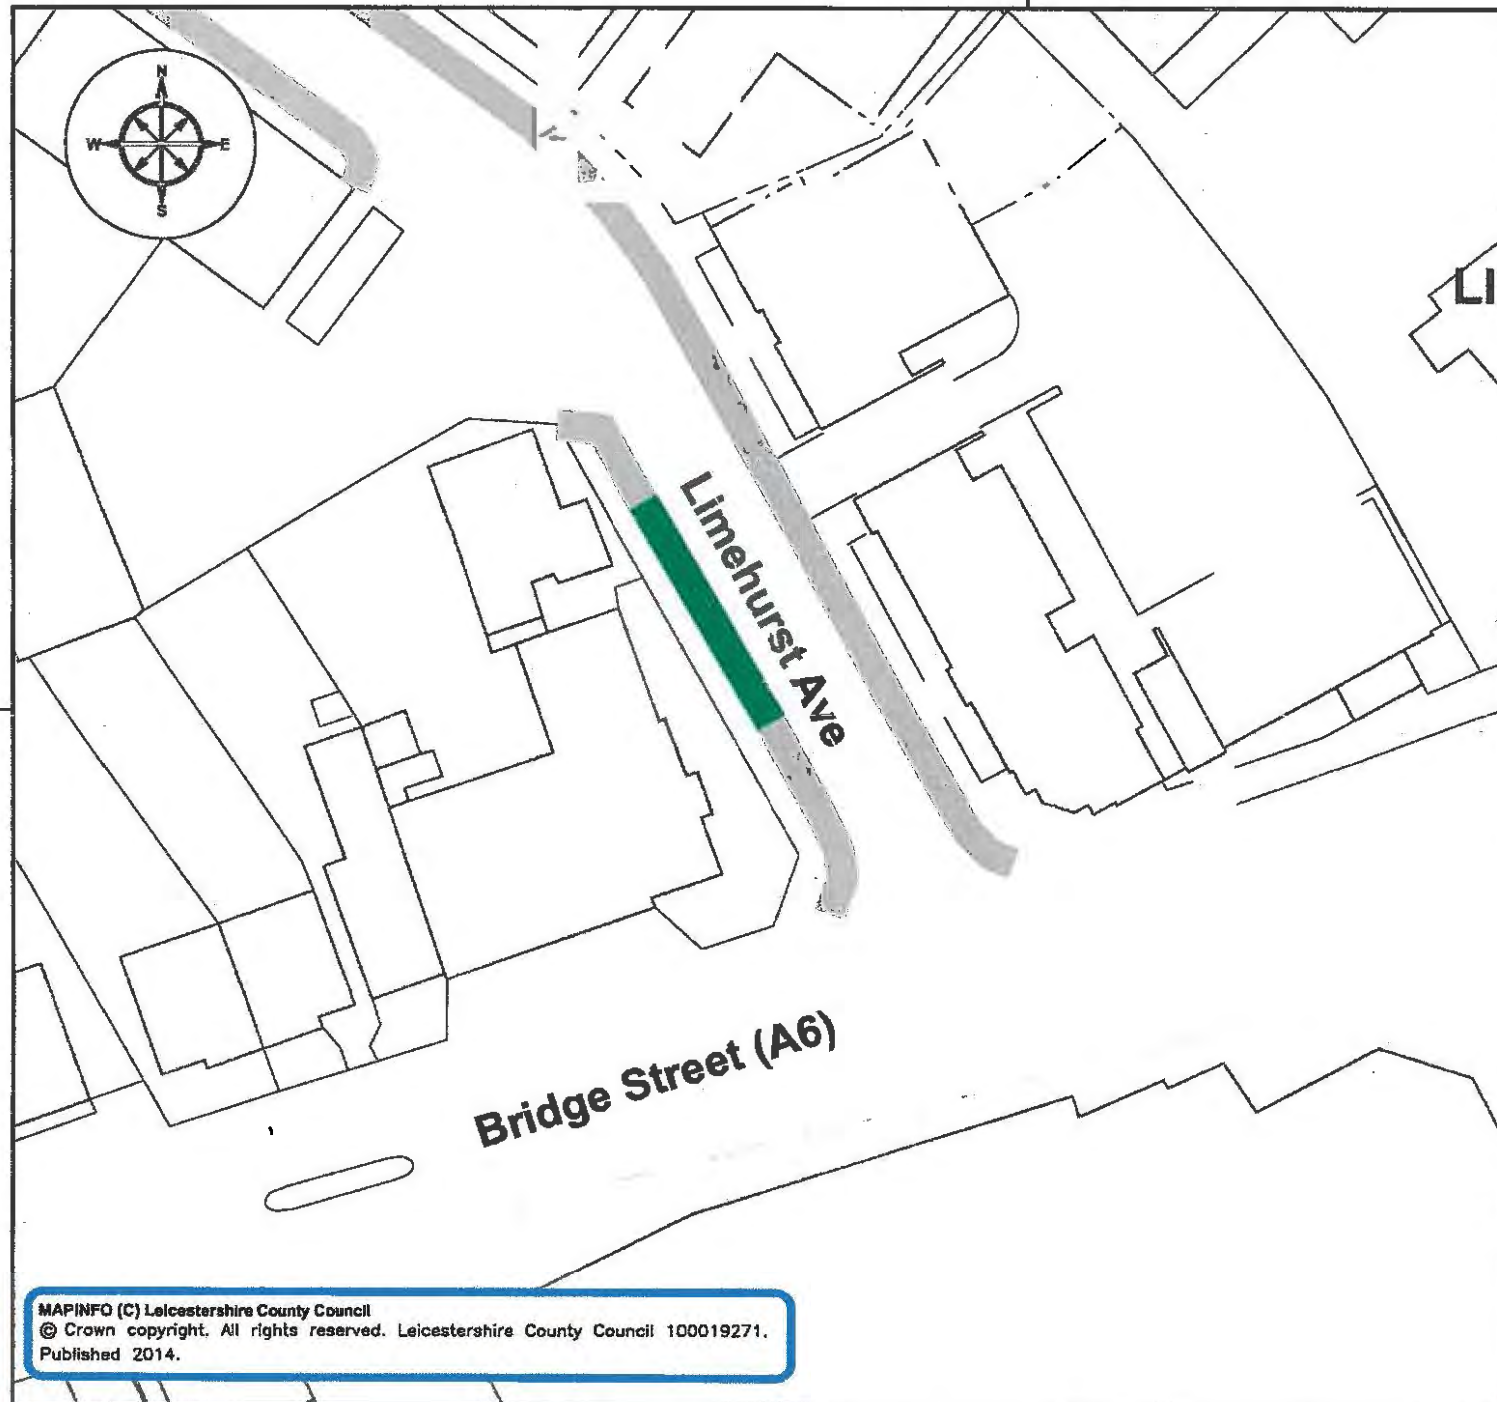 N
W E
S
LI
Limehurst Ave
Bridge Street (A6)
MAPINFO (C) Leicestershire County Council
© Crown copyright. All rights reserved. Leicestershire County Council 100019271.
Published 2014.